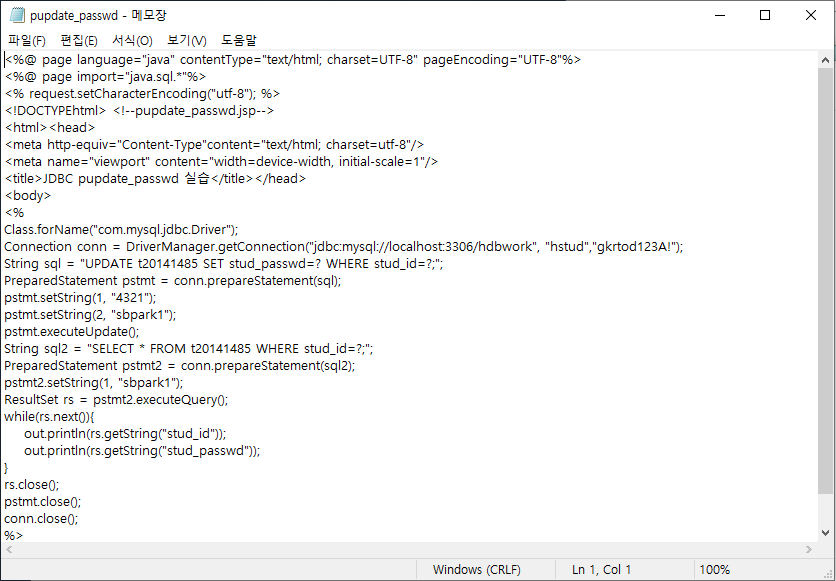 pupdate_passwd - 메모장
파일(F) 편집(E) 서식(O) 보기(V) 도움말
<%@ page language="java" contentType="text/html; charset=UTF-8" pageEncoding="UTF-8"%>
<%@ page import="java.sql.*"%>
<% request.setCharacterEncoding("utf-8"); %>
<!DOCTYPEhtml> <!--pupdate_passwd.jsp-->
<html><head>
<meta http-equiv="Content-Type"content="text/html; charset=utf-8"/>
<meta name="viewport" content="width=device-width, initial-scale=1"/>
<title>JDBC pupdate_passwd 실습</title></head>
<body>
<%
Class.forName("com.mysql.jdbc.Driver");
Connection conn = DriverManager.getConnection("jdbc:mysql://localhost:3306/hdbwork", "hstud","gkrtod123A!");
String sql = "UPDATE t20141485 SET stud_passwd=? WHERE stud_id=?;";
PreparedStatement pstmt = conn.prepareStatement(sql);
pstmt.setString(1, "4321");
pstmt.setString(2, "sbpark1");
pstmt.executeUpdate();
String sql2 = "SELECT * FROM t20141485 WHERE stud_id=?;";
PreparedStatement pstmt2 = conn.prepareStatement(sql2);
pstmt2.setString(1, "sbpark1");
ResultSet rs = pstmt2.executeQuery();
while(rs.next()){
    out.println(rs.getString("stud_id"));
    out.println(rs.getString("stud_passwd"));
}
rs.close();
pstmt.close();
conn.close();
%>
Windows (CRLF) Ln 1, Col 1 100%